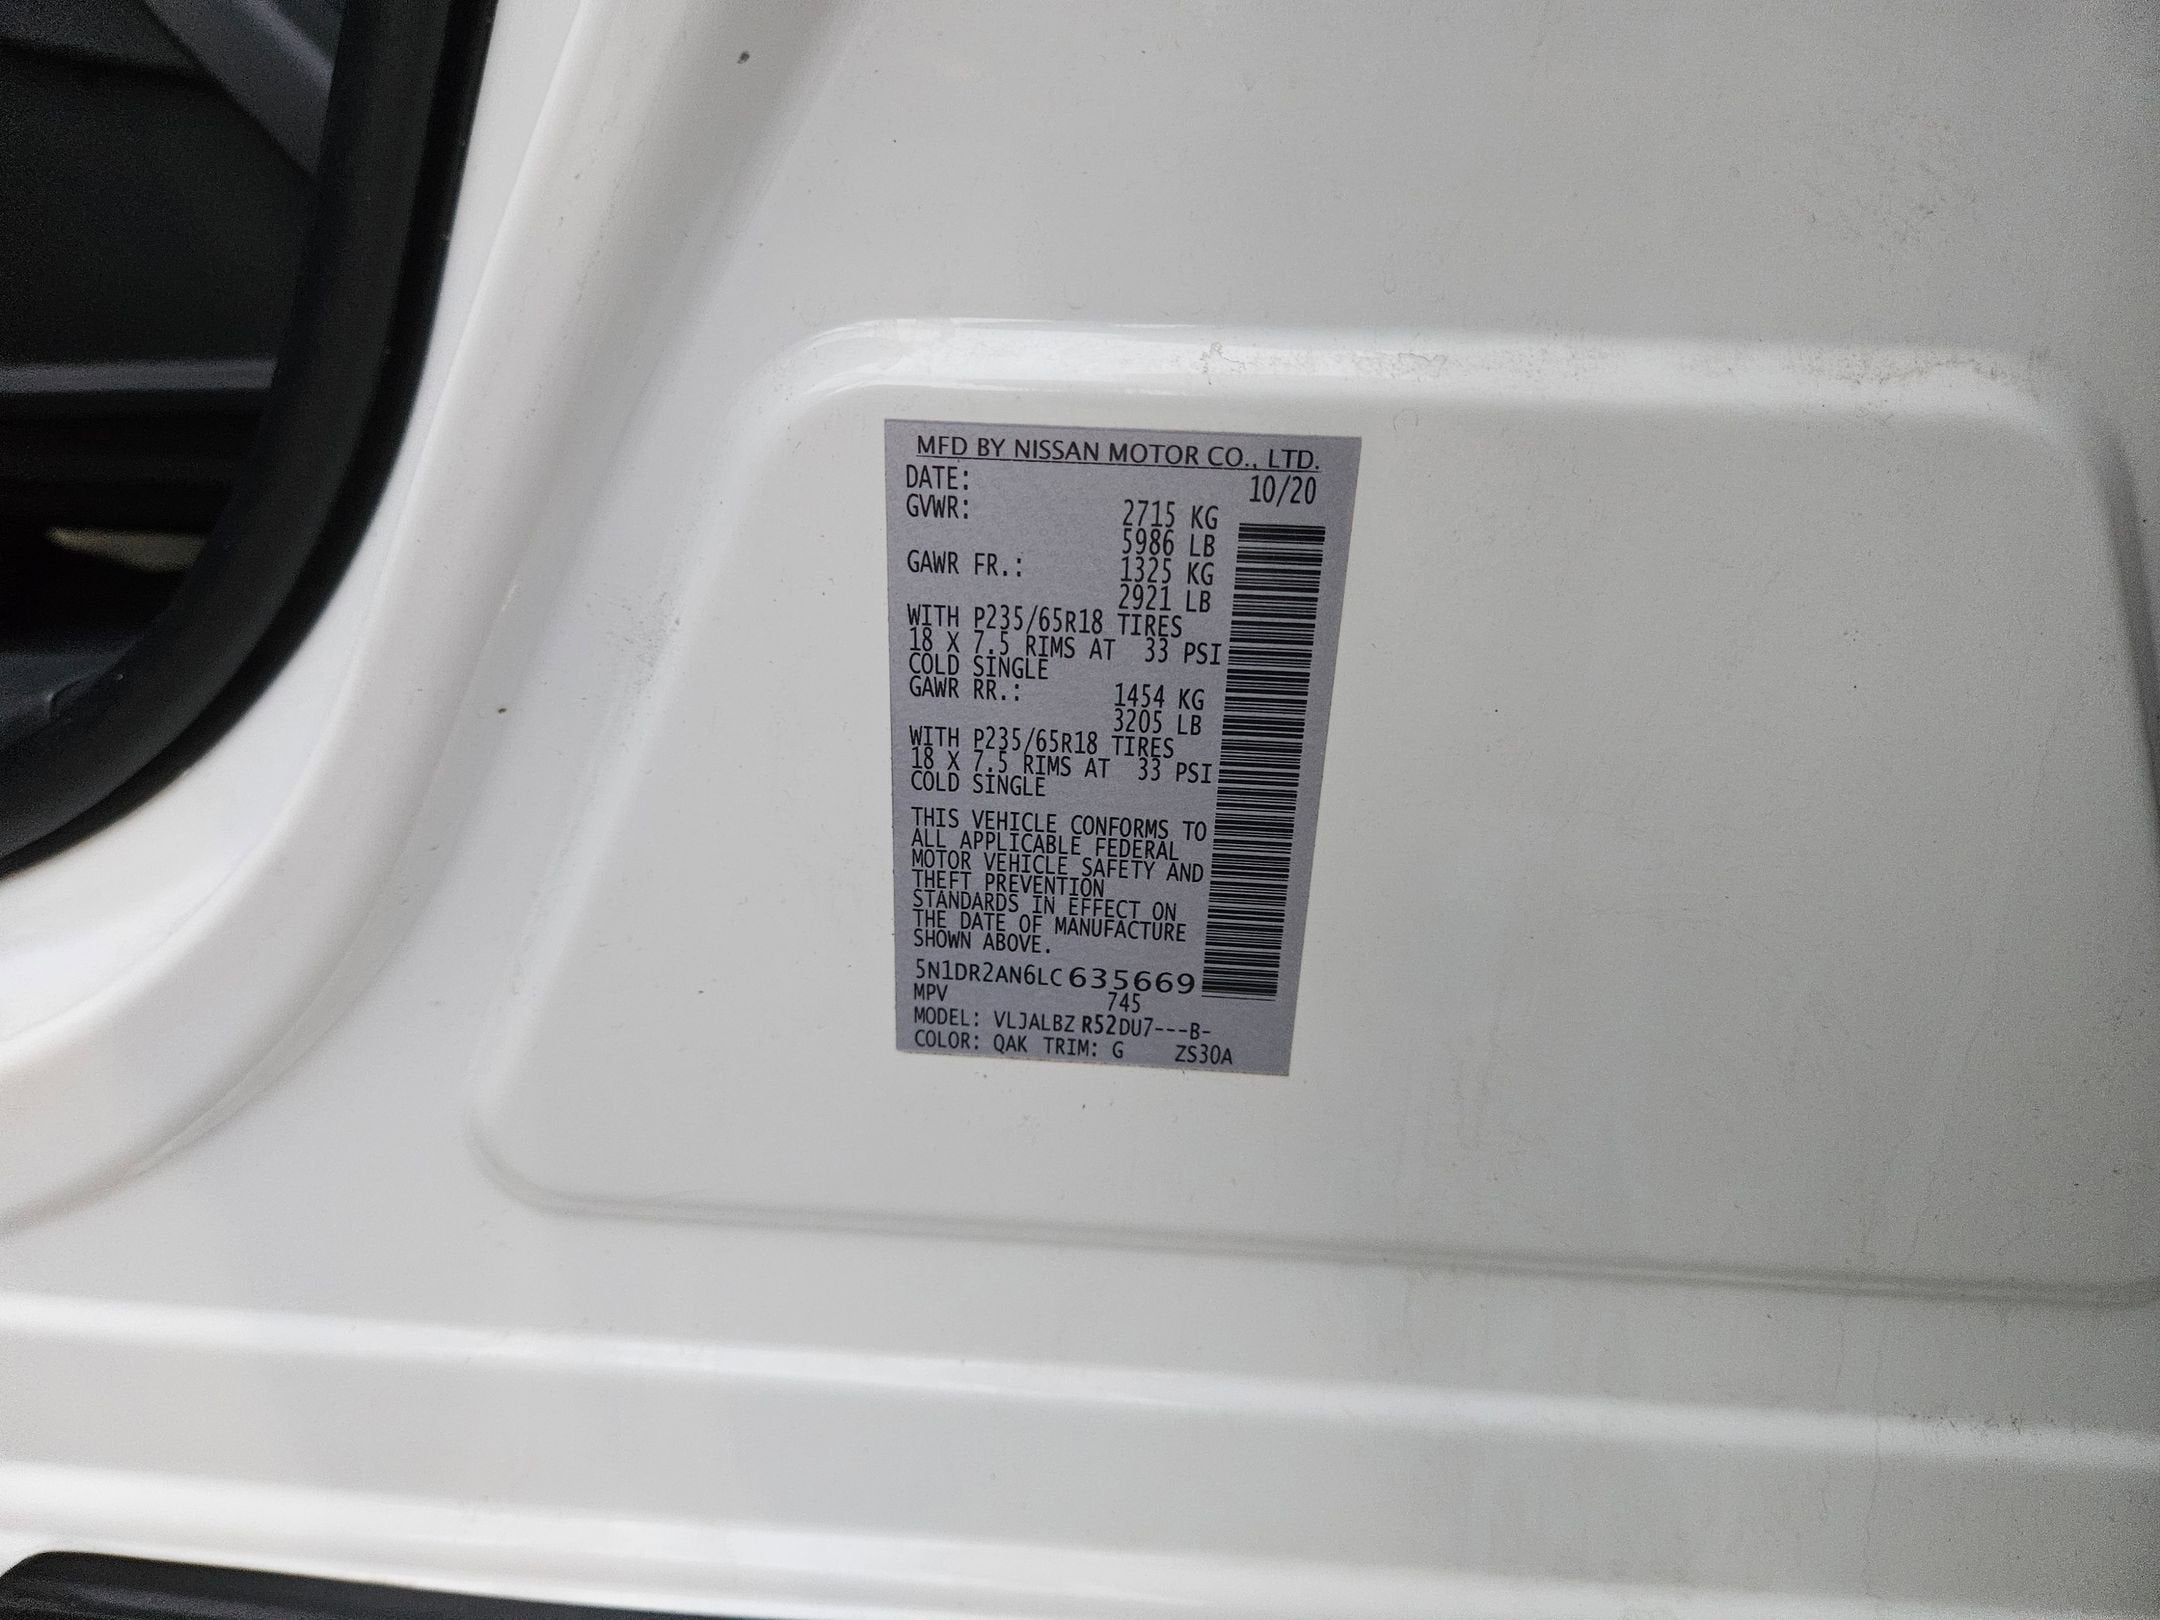 MFD BY NISSAN MOTOR CO., LTD.
DATE: 10/20
GVWR: 2715 KG
5986 LB
GAWR FR.: 1325 KG
2921 LB
WITH P235/65R18 TIRES
18 X 7.5 RIMS AT 33 PSI
COLD SINGLE
GAWR RR.: 1454 KG
3205 LB
WITH P235/65R18 TIRES
18 X 7.5 RIMS AT 33 PSI
COLD SINGLE
THIS VEHICLE CONFORMS TO
ALL APPLICABLE FEDERAL
MOTOR VEHICLE SAFETY AND
THEFT PREVENTION
STANDARDS IN EFFECT ON
THE DATE OF MANUFACTURE
SHOWN ABOVE.
5N1DR2AN6LC635669
MPV 745
MODEL: VLJALBZ R52DU7---B-
COLOR: QAK TRIM: G ZS30A